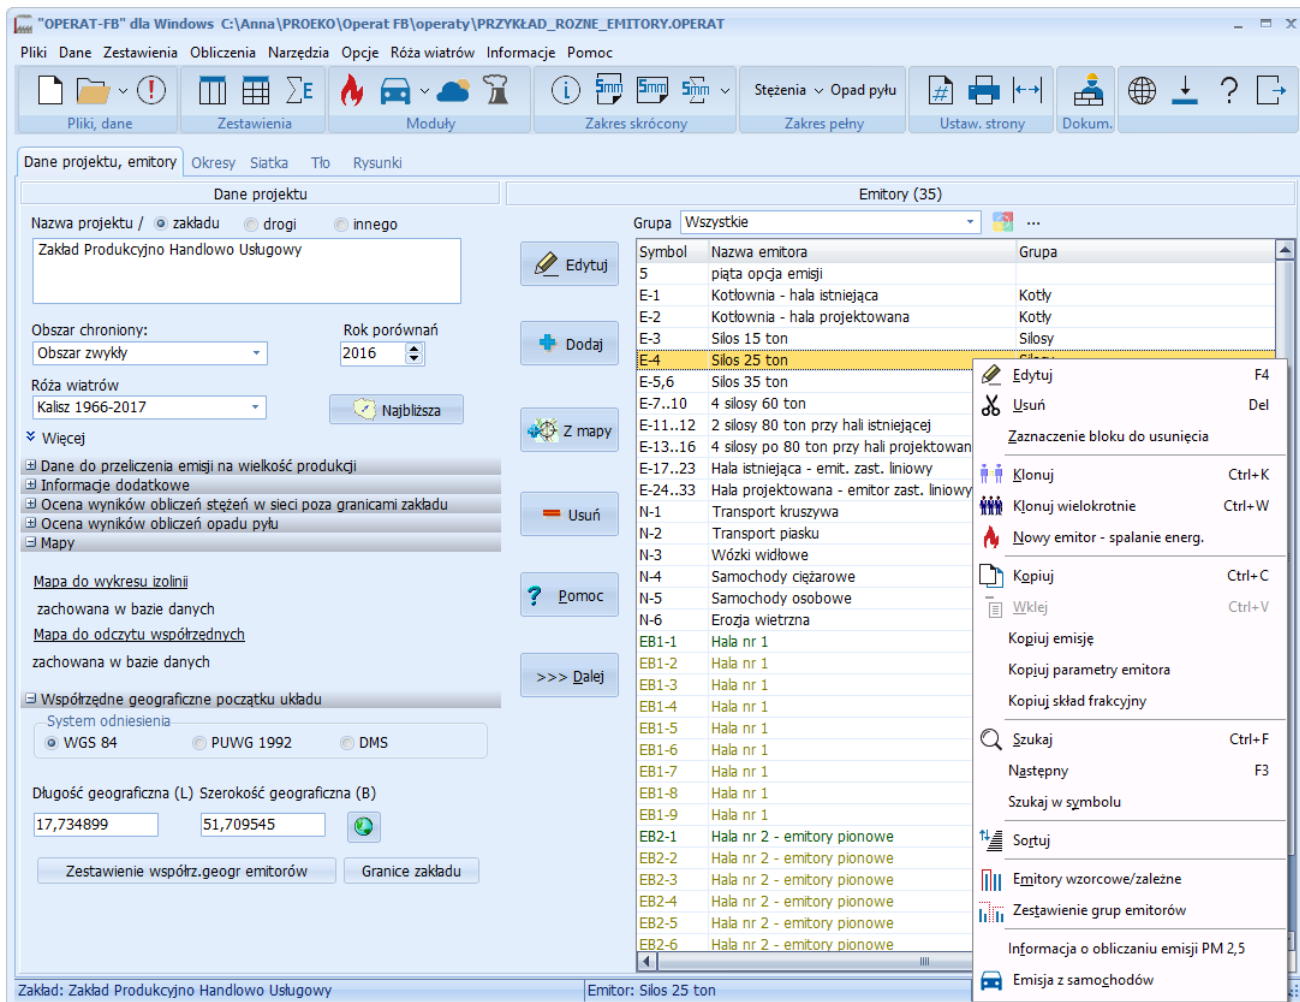 "OPERAT-FB" dla Windows C:\Anna\PROEKO\Operat FB\operaty\PRZYKŁAD_ROZNE_EMITORY.OPERAT
Pliki Dane Zestawienia Obliczenia Narzędzia Opcje Róża wiatrów Informacje Pomoc
ΣE 5mm 5mm 5mm Stężenia Opad pyłu #
Pliki, dane Zestawienia Moduły Zakres skrócony Zakres pełny Ustaw. strony Dokum.
Dane projektu, emitory Okresy Siatka Tło Rysunki
Dane projektu
Nazwa projektu / zakładu drogi innego
Zakład Produkcyjno Handlowo Usługowy
Obszar chroniony: Rok porównań
Obszar zwykły 2016
Róża wiatrów
Kalisz 1966-2017 Najbliższa
Więcej
Dane do przeliczenia emisji na wielkość produkcji
Informacje dodatkowe
Ocena wyników obliczeń stężeń w sieci poza granicami zakładu
Ocena wyników obliczeń opadu pyłu
Mapy
Mapa do wykresu izolinii
zachowana w bazie danych
Mapa do odczytu współrzędnych
zachowana w bazie danych
Współrzędne geograficzne początku układu
System odniesienia
WGS 84 PUWG 1992 DMS
Długość geograficzna (L) Szerokość geograficzna (B)
17,734899 51,709545
Zestawienie współrz.geogr emitorów Granice zakładu
Edytuj
Dodaj
Z mapy
Usuń
Pomoc
>>> Dalej
Emitory (35)
Grupa Wszystkie ...
Symbol Nazwa emitora Grupa
5 piąta opcja emisji
E-1 Kotłownia - hala istniejąca Kotły
E-2 Kotłownia - hala projektowana Kotły
E-3 Silos 15 ton Silosy
E-4 Silos 25 ton Silosy
E-5,6 Silos 35 ton
E-7..10 4 silosy 60 ton
E-11..12 2 silosy 80 ton przy hali istniejącej
E-13..16 4 silosy po 80 ton przy hali projektowan
E-17..23 Hala istniejąca - emit. zast. liniowy
E-24..33 Hala projektowana - emitor zast. liniowy
N-1 Transport kruszywa
N-2 Transport piasku
N-3 Wózki widłowe
N-4 Samochody ciężarowe
N-5 Samochody osobowe
N-6 Erozja wietrzna
EB1-1 Hala nr 1
EB1-2 Hala nr 1
EB1-3 Hala nr 1
EB1-4 Hala nr 1
EB1-5 Hala nr 1
EB1-6 Hala nr 1
EB1-7 Hala nr 1
EB1-8 Hala nr 1
EB1-9 Hala nr 1
EB2-1 Hala nr 2 - emitory pionowe
EB2-2 Hala nr 2 - emitory pionowe
EB2-3 Hala nr 2 - emitory pionowe
EB2-4 Hala nr 2 - emitory pionowe
EB2-5 Hala nr 2 - emitory pionowe
EB2-6 Hala nr 2 - emitory pionowe
Edytuj F4
Usuń Del
Zaznaczenie bloku do usunięcia
Klonuj Ctrl+K
Klonuj wielokrotnie Ctrl+W
Nowy emitor - spalanie energ.
Kopiuj Ctrl+C
Wklej Ctrl+V
Kopiuj emisję
Kopiuj parametry emitora
Kopiuj skład frakcyjny
Szukaj Ctrl+F
Następny F3
Szukaj w symbolu
Sortuj
Emitory wzorcowe/zależne
Zestawienie grup emitorów
Informacja o obliczaniu emisji PM 2,5
Emisja z samochodów
Zakład: Zakład Produkcyjno Handlowo Usługowy Emitor: Silos 25 ton